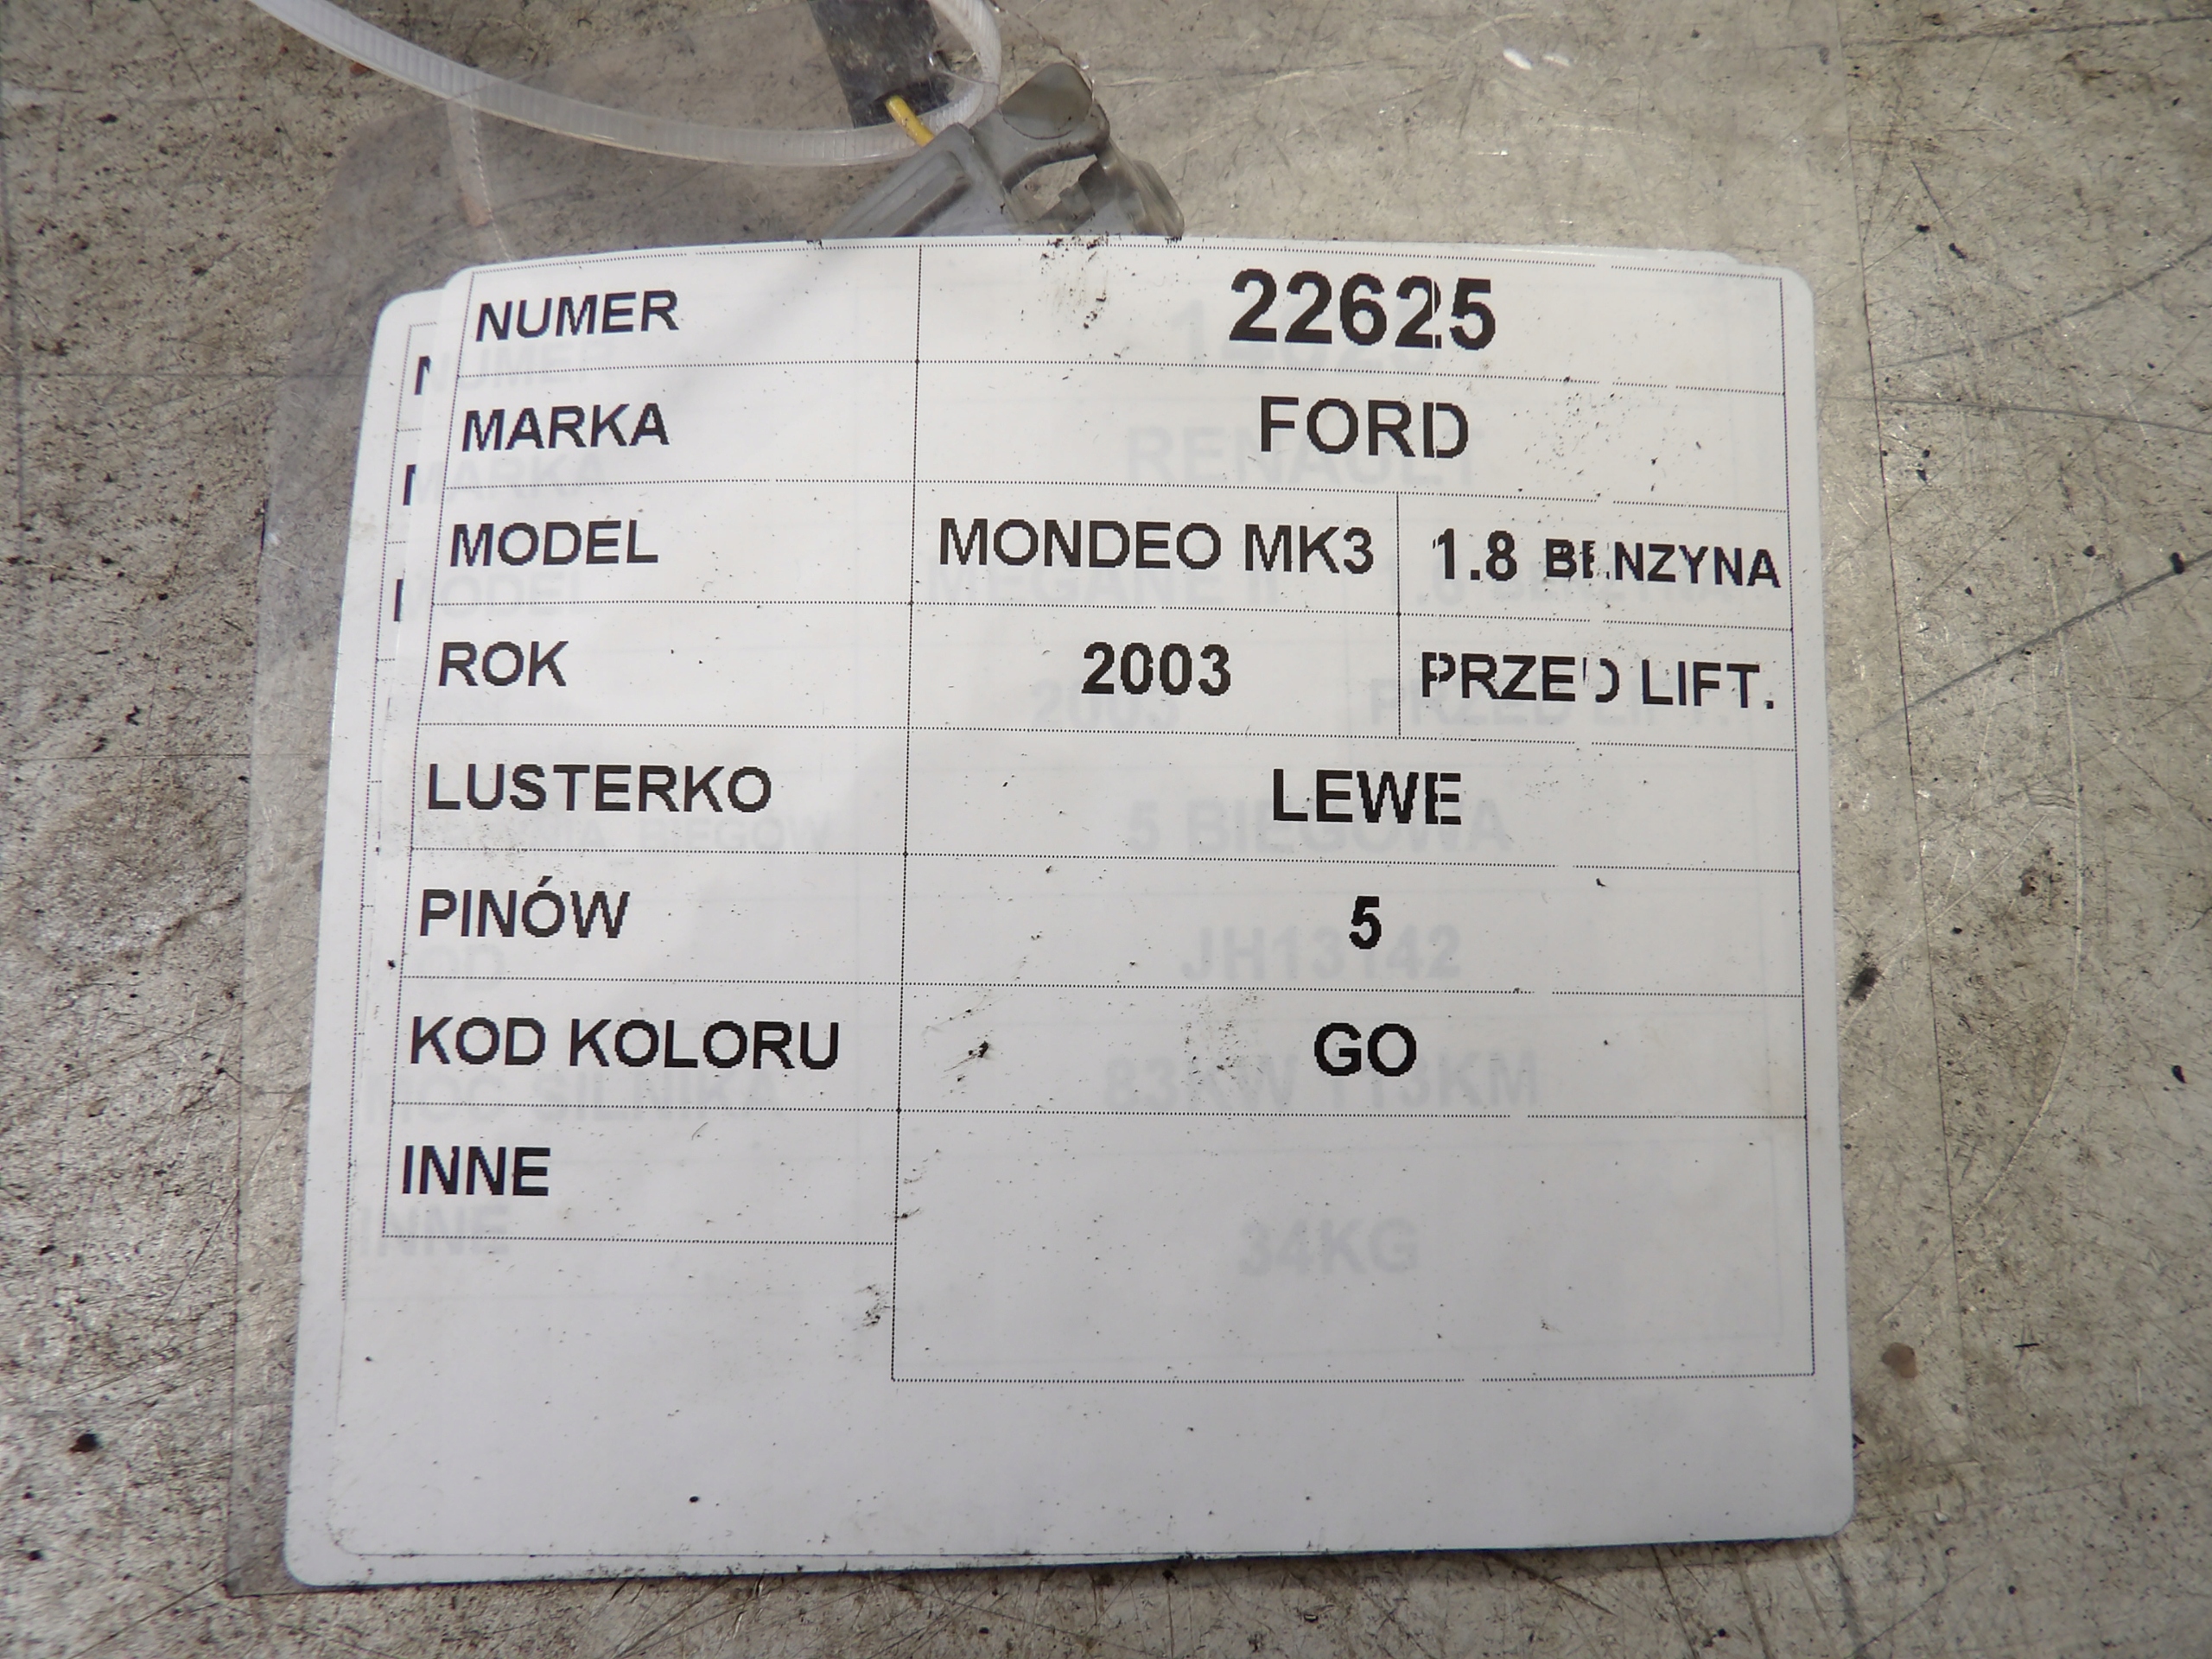 NUMER 22625
MARKA FORD
MODEL MONDEO MK3 1.8 BENZYNA
ROK 2003 PRZED LIFT.
LUSTERKO LEWE
PINÓW 5
KOD KOLORU GO
INNE